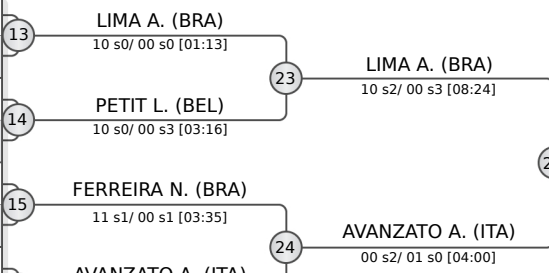 LIMA A. (BRA)
13
10 s0/ 00 s0 [01:13]
23
LIMA A. (BRA)
10 s2/ 00 s3 [08:24]
PETIT L. (BEL)
14
10 s0/ 00 s3 [03:16]
FERREIRA N. (BRA)
15
11 s1/ 00 s1 [03:35]
24
AVANZATO A. (ITA)
00 s2/ 01 s0 [04:00]
AVANZATO A. (ITA)